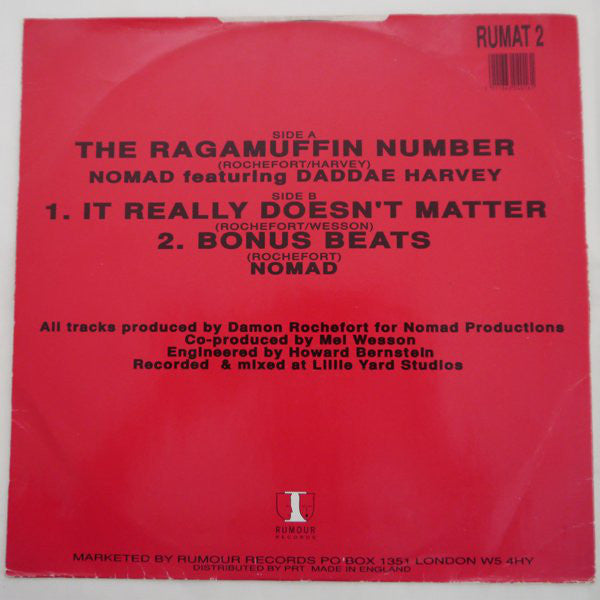 RUMAT 2
SIDE A
THE RAGAMUFFIN NUMBER
(ROCHEFORT/HARVEY)
NOMAD featuring DADDAE HARVEY
SIDE B
1. IT REALLY DOESN'T MATTER
(ROCHEFORT/WESSON)
2. BONUS BEATS
(ROCHEFORT)
NOMAD
All tracks produced by Damon Rochefort for Nomad Productions
Co-produced by Mel Wesson
Engineered by Howard Bernstein
Recorded & mixed at Lillie Yard Studios
RUMOUR
RECORDS
MARKETED BY RUMOUR RECORDS PO BOX 1351 LONDON W5 4HY
DISTRIBUTED BY PRT MADE IN ENGLAND